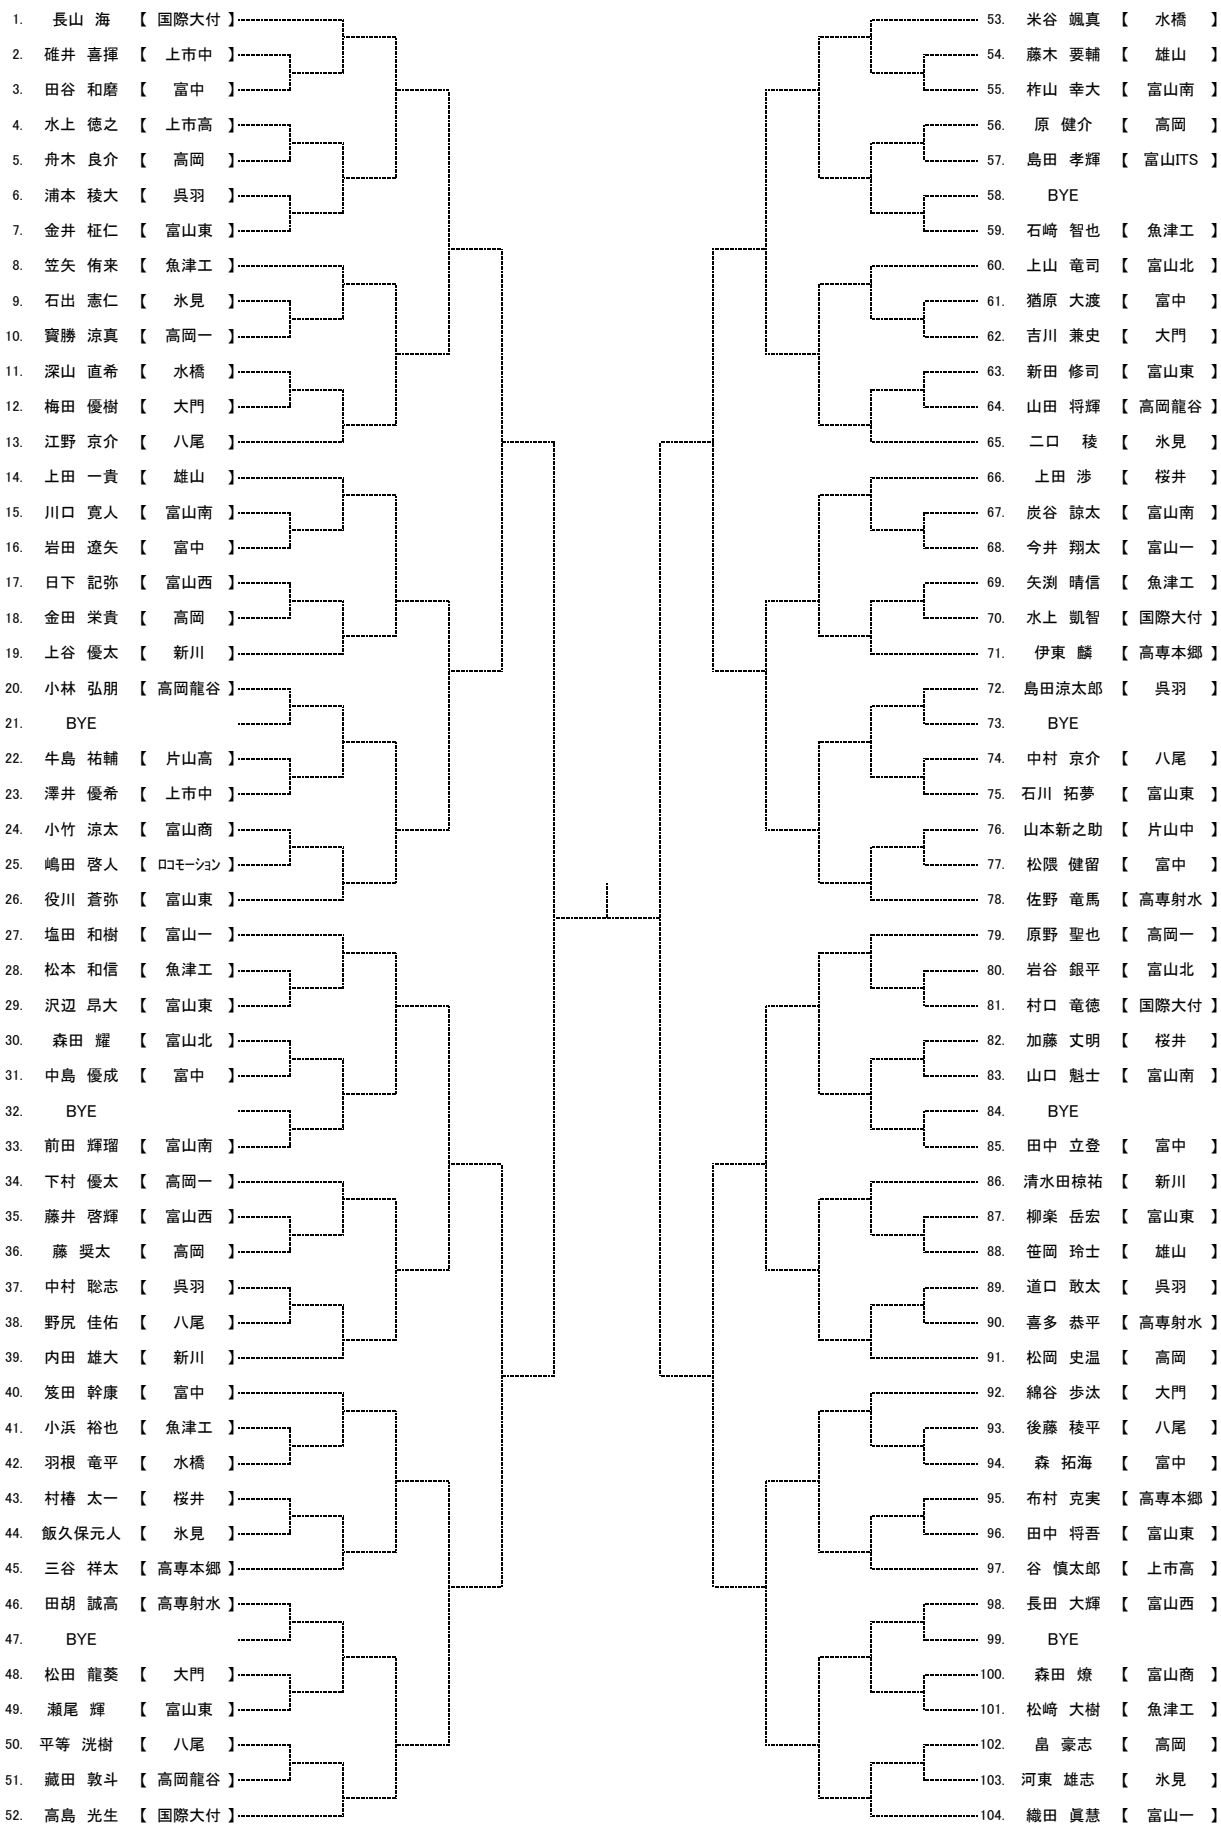 1. 長山 海 【 国際大付 】
2. 碓井 喜揮 【 上市中 】
3. 田谷 和磨 【 富中 】
4. 水上 徳之 【 上市高 】
5. 舟木 良介 【 高岡 】
6. 浦本 稜大 【 呉羽 】
7. 金井 柾仁 【 富山東 】
8. 笠矢 侑来 【 魚津工 】
9. 石出 憲仁 【 氷見 】
10. 寶勝 涼真 【 高岡一 】
11. 深山 直希 【 水橋 】
12. 梅田 優樹 【 大門 】
13. 江野 京介 【 八尾 】
14. 上田 一貴 【 雄山 】
15. 川口 寛人 【 富山南 】
16. 岩田 遼矢 【 富中 】
17. 日下 記弥 【 富山西 】
18. 金田 栄貴 【 高岡 】
19. 上谷 優太 【 新川 】
20. 小林 弘朋 【 高岡龍谷 】
21. BYE
22. 牛島 祐輔 【 片山高 】
23. 澤井 優希 【 上市中 】
24. 小竹 涼太 【 富山商 】
25. 嶋田 啓人 【 ロコモーション 】
26. 役川 蒼弥 【 富山東 】
27. 塩田 和樹 【 富山一 】
28. 松本 和信 【 魚津工 】
29. 沢辺 昂大 【 富山東 】
30. 森田 耀 【 富山北 】
31. 中島 優成 【 富中 】
32. BYE
33. 前田 輝瑠 【 富山南 】
34. 下村 優太 【 高岡一 】
35. 藤井 啓輝 【 富山西 】
36. 藤 奨太 【 高岡 】
37. 中村 聡志 【 呉羽 】
38. 野尻 佳佑 【 八尾 】
39. 内田 雄大 【 新川 】
40. 笈田 幹康 【 富中 】
41. 小浜 裕也 【 魚津工 】
42. 羽根 竜平 【 水橋 】
43. 村椿 太一 【 桜井 】
44. 飯久保元人 【 氷見 】
45. 三谷 祥太 【 高専本郷 】
46. 田胡 誠高 【 高専射水 】
47. BYE
48. 松田 龍葵 【 大門 】
49. 瀬尾 輝 【 富山東 】
50. 平等 洸樹 【 八尾 】
51. 藏田 敦斗 【 高岡龍谷 】
52. 高島 光生 【 国際大付 】
53. 米谷 颯真 【 水橋 】
54. 藤木 要輔 【 雄山 】
55. 柞山 幸大 【 富山南 】
56. 原 健介 【 高岡 】
57. 島田 孝輝 【 富山ITS 】
58. BYE
59. 石﨑 智也 【 魚津工 】
60. 上山 竜司 【 富山北 】
61. 猶原 大渡 【 富中 】
62. 吉川 兼史 【 大門 】
63. 新田 修司 【 富山東 】
64. 山田 将輝 【 高岡龍谷 】
65. 二口 稜 【 氷見 】
66. 上田 渉 【 桜井 】
67. 炭谷 諒太 【 富山南 】
68. 今井 翔太 【 富山一 】
69. 矢渕 晴信 【 魚津工 】
70. 水上 凱智 【 国際大付 】
71. 伊東 麟 【 高専本郷 】
72. 島田涼太郎 【 呉羽 】
73. BYE
74. 中村 京介 【 八尾 】
75. 石川 拓夢 【 富山東 】
76. 山本新之助 【 片山中 】
77. 松隈 健留 【 富中 】
78. 佐野 竜馬 【 高専射水 】
79. 原野 聖也 【 高岡一 】
80. 岩谷 銀平 【 富山北 】
81. 村口 竜徳 【 国際大付 】
82. 加藤 丈明 【 桜井 】
83. 山口 魁士 【 富山南 】
84. BYE
85. 田中 立登 【 富中 】
86. 清水田椋祐 【 新川 】
87. 柳楽 岳宏 【 富山東 】
88. 笹岡 玲士 【 雄山 】
89. 道口 敢太 【 呉羽 】
90. 喜多 恭平 【 高専射水 】
91. 松岡 史温 【 高岡 】
92. 綿谷 歩汰 【 大門 】
93. 後藤 稜平 【 八尾 】
94. 森 拓海 【 富中 】
95. 布村 克実 【 高専本郷 】
96. 田中 将吾 【 富山東 】
97. 谷 慎太郎 【 上市高 】
98. 長田 大輝 【 富山西 】
99. BYE
100. 森田 燎 【 富山商 】
101. 松﨑 大樹 【 魚津工 】
102. 畠 豪志 【 高岡 】
103. 河東 雄志 【 氷見 】
104. 織田 眞慧 【 富山一 】